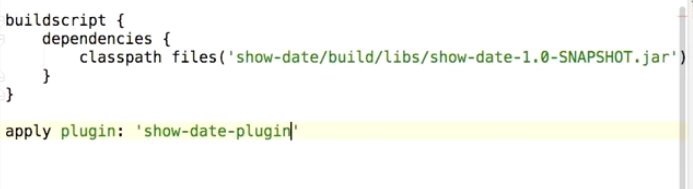 buildscript {
    dependencies {
        classpath files('show-date/build/libs/show-date-1.0-SNAPSHOT.jar')
    }
}
apply plugin: 'show-date-plugin'